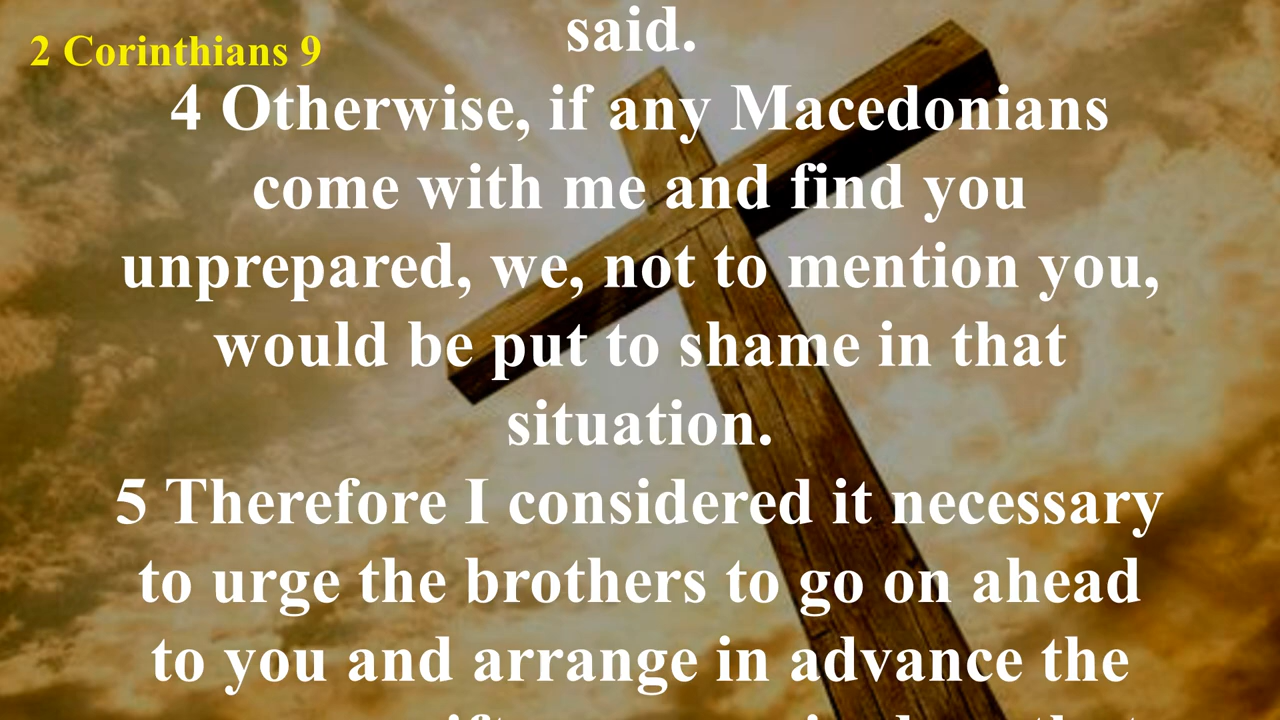 2 Corinthians 9
said.
4 Otherwise, if any Macedonians
come with me and find you
unprepared, we, not to mention you,
would be put to shame in that
situation.
5 Therefore I considered it necessary
to urge the brothers to go on ahead
to you and arrange in advance the